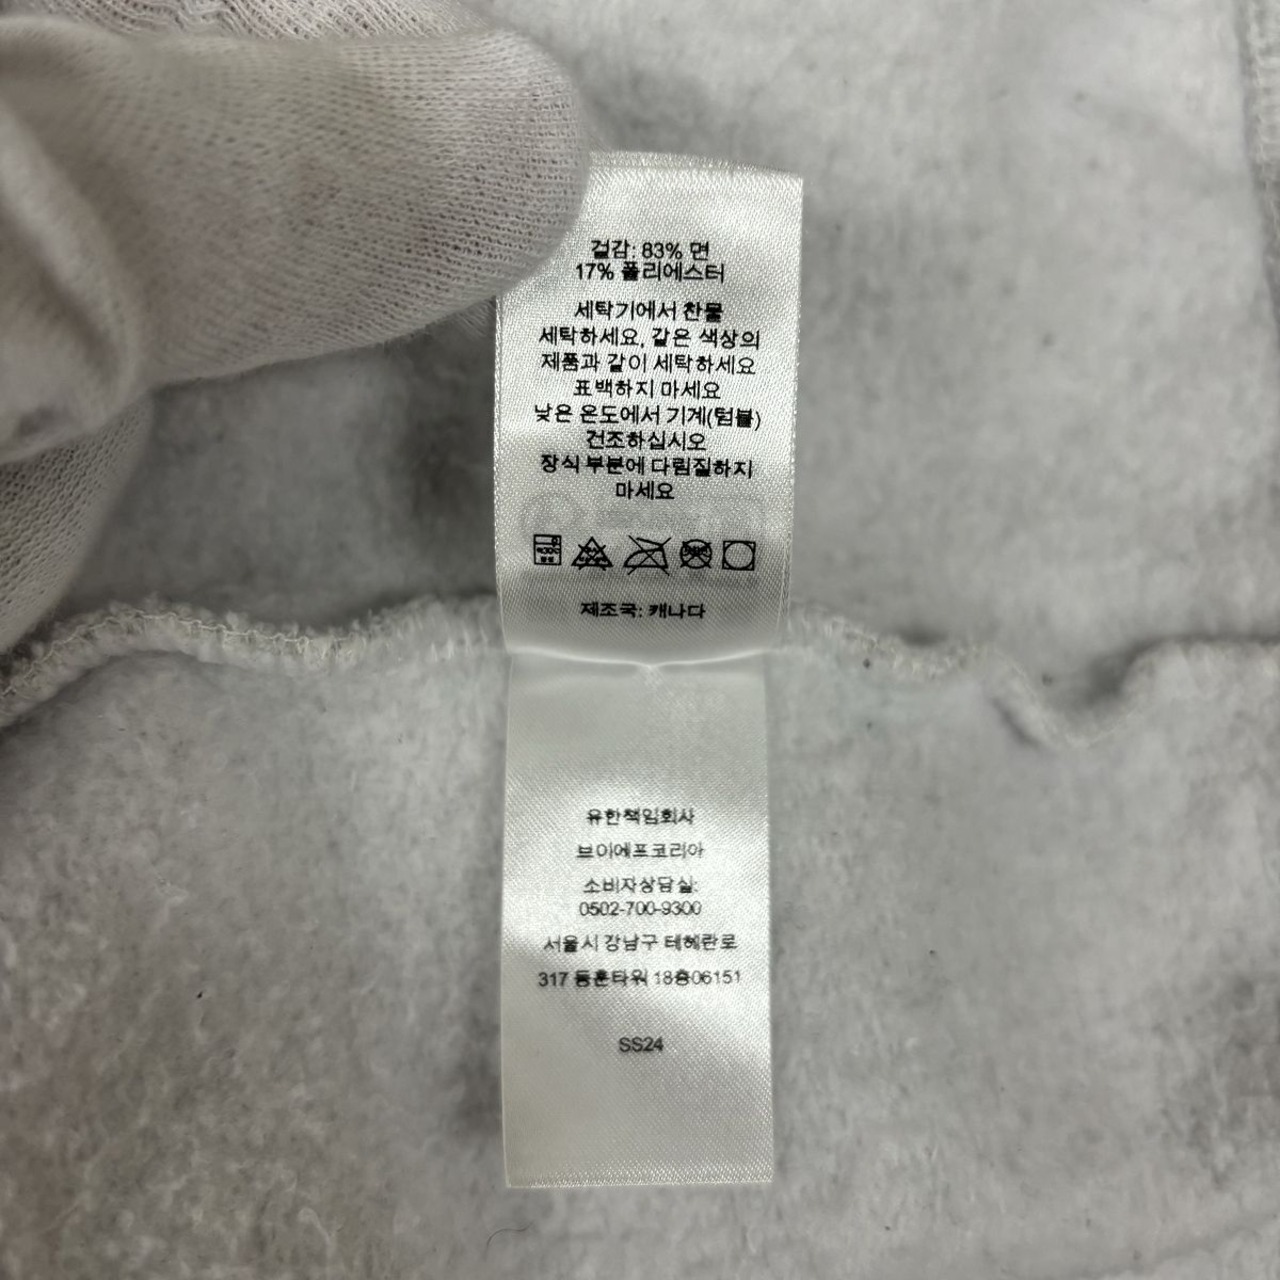 겉감: 83% 면
17% 폴리에스터
세탁기에서 찬물
세탁하세요, 같은 색상의
제품과 같이 세탁하세요
표백하지 마세요
낮은 온도에서 기계(텀블)
건조하십시오
장식 부분에 다림질하지
마세요
제조국: 캐나다
유한책임회사
브이에프코리아
소비자상담실:
0502-700-9300
서울시 강남구 테헤란로
317 동훈타워 18층06151
SS24